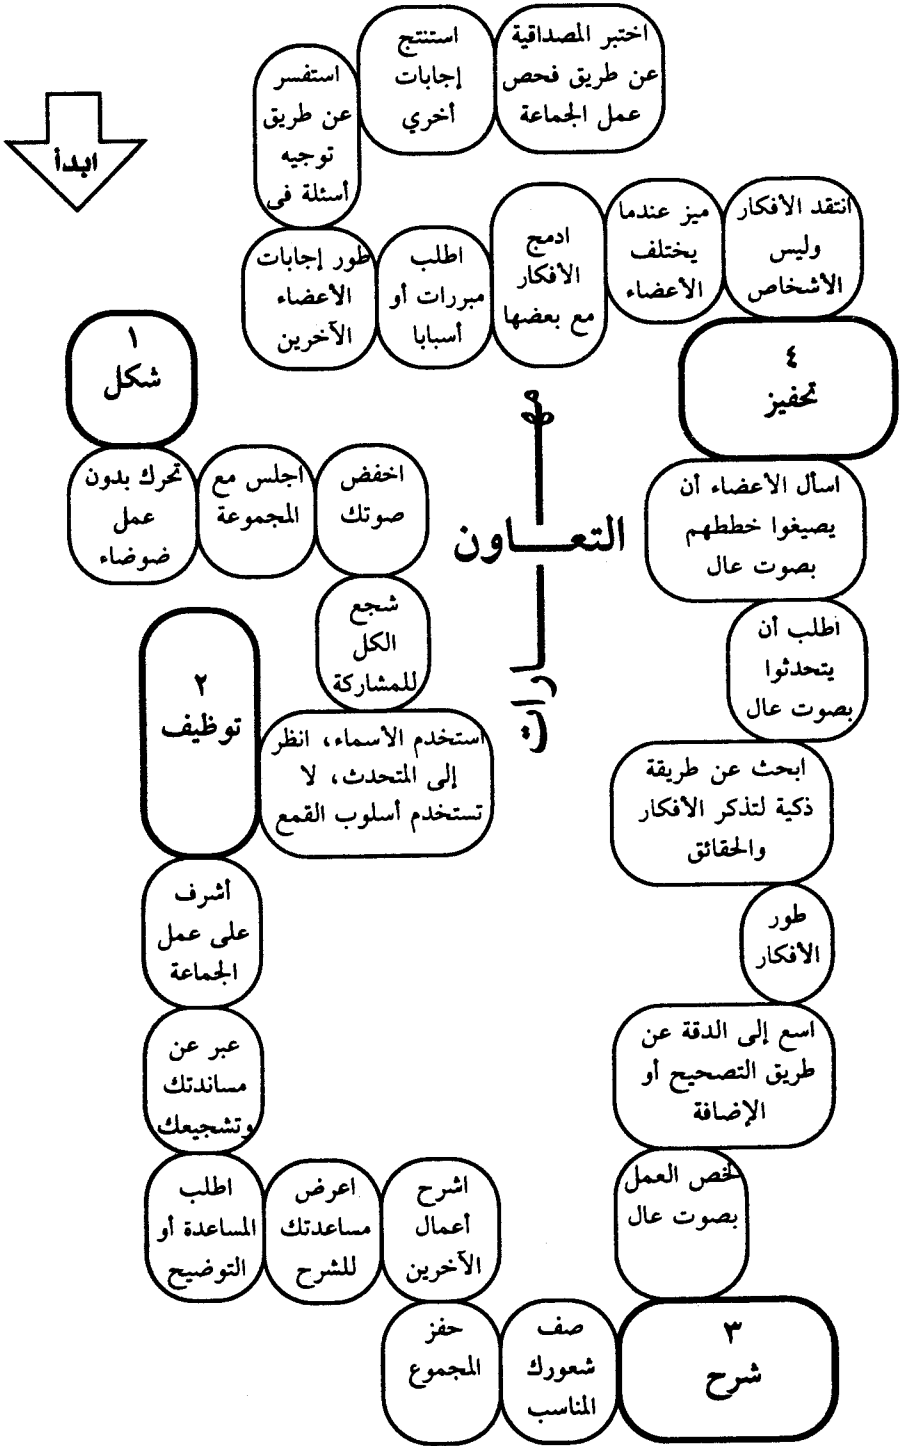 ابدأ
١
شكل
تحرك بدون
عمل
ضوضاء
اجلس مع
المجموعة
اخفض
صوتك
شجع
الكل
للمشاركة
استخدم الأسماء، انظر
إلى المتحدث، لا
تستخدم أسلوب القمع
٢
توظيف
أشرف
على عمل
الجماعة
عبر عن
مساندتك
وتشجيعك
اطلب
المساعدة أو
التوضيح
اعرض
مساعدتك
للشرح
اشرح
أعمال
الآخرين
حفز
المجموع
صف
شعورك
المناسب
٣
شرح
لخص العمل
بصوت عال
اسع إلى الدقة عن
طريق التصحيح أو
الإضافة
طور
الأفكار
ابحث عن طريقة
ذكية لتذكر الأفكار
والحقائق
اطلب أن
يتحدثوا
بصوت عال
اسأل الأعضاء أن
يصيغوا خططهم
بصوت عال
٤
تحفيز
انتقد الأفكار
وليس
الأشخاص
ميز عندما
يختلف
الأعضاء
ادمج
الأفكار
مع بعضها
اطلب
مبررات أو
أسبابا
طور إجابات
الأعضاء
الآخرين
استفسر
عن طريق
توجيه
أسئلة فى
استنتج
إجابات
أخري
اختبر المصداقية
عن طريق فحص
عمل الجماعة
مهارات
التعاون